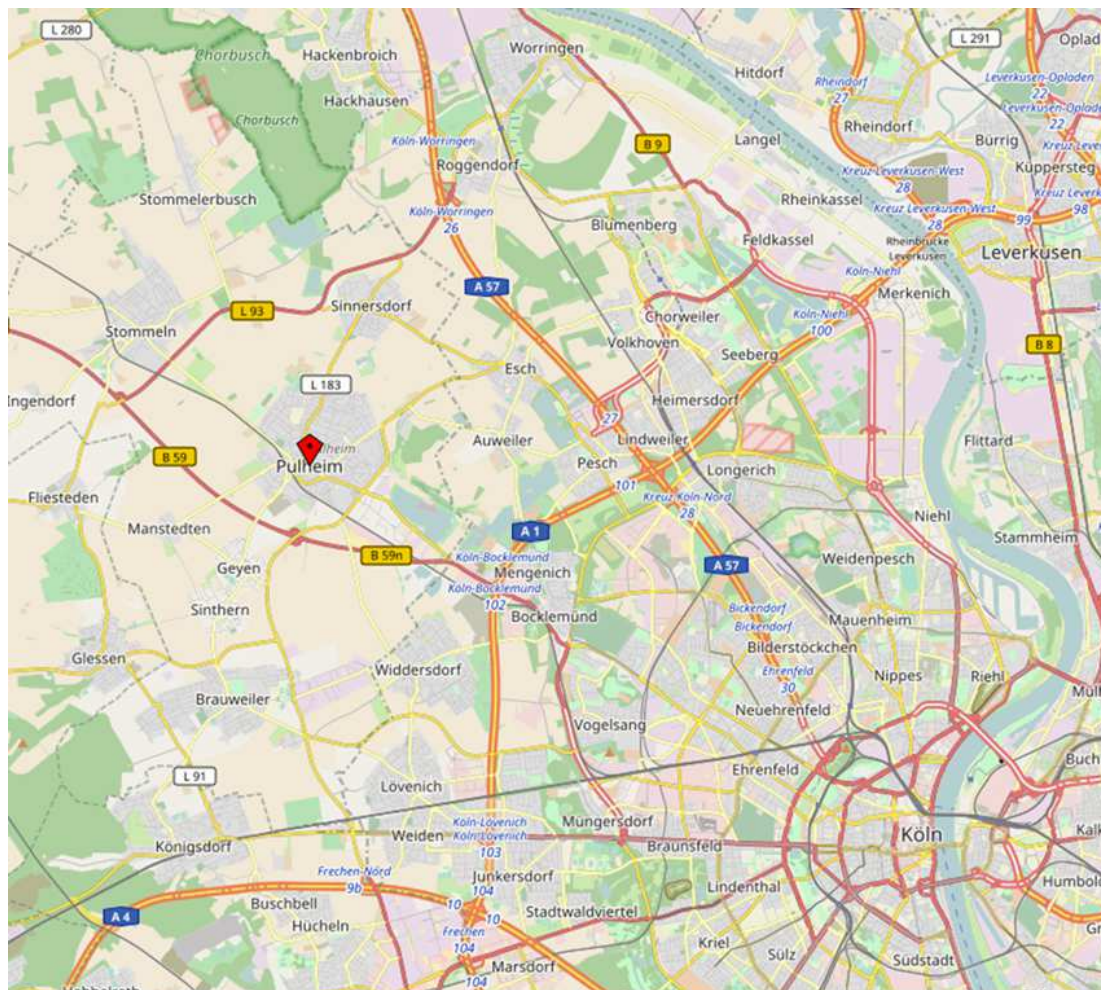 L 280
Chorbusch
Chorbusch
Hackenbroich
Hackhausen
Worringen
Hitdorf
L 291
Rheindorf
27
Leverkusen-Opladen
22
22
Rheindorf
Bürrig
Küppersteg
Köln-Worringen
Roggendorf
B 9
Langel
Kreuz Leverkusen-West
28
Kreuz Leverkusen-West
28
99
98
Stommelerbusch
Köln-Worringen
26
Rheinkassel
Blumenberg
Feldkassel
Rheinbrücke
Leverkusen
Leverkusen
Köln-Niehl
Merkenich
A 57
Sinnersdorf
L 93
Stommeln
Chorweiler
Köln-Niehl
100
Volkhoven
Seeberg
B 8
Esch
L 183
Ingendorf
Heimersdorf
27
Auweiler
Lindweiler
Flittard
Pulheim
B 59
Pesch
101
Longerich
Kreuz Köln-Nord
28
Fliesteden
Manstedten
Niehl
A 1
Stammheim
B 59n
Köln-Bocklemünd
Mengenich
A 57
Weidenpesch
Geyen
Köln-Bocklemünd
102
Sinthern
Bocklemünd
Bickendorf
Bickendorf
Mauenheim
Bilderstöckchen
Glessen
Widdersdorf
Ehrenfeld
30
Nippes
Riehl
Brauweiler
Vogelsang
Neuehrenfeld
L 91
Ehrenfeld
Lövenich
Köln-Lövenich
Köln-Lövenich
103
Weiden
Müngersdorf
Braunsfeld
Köln
Königsdorf
Frechen-Nord
9b
Junkersdorf
104
10
10
Lindenthal
A 4
Buschbell
Hücheln
Stadtwaldviertel
Frechen
104
104
Kriel
Sülz
Südstadt
Marsdorf